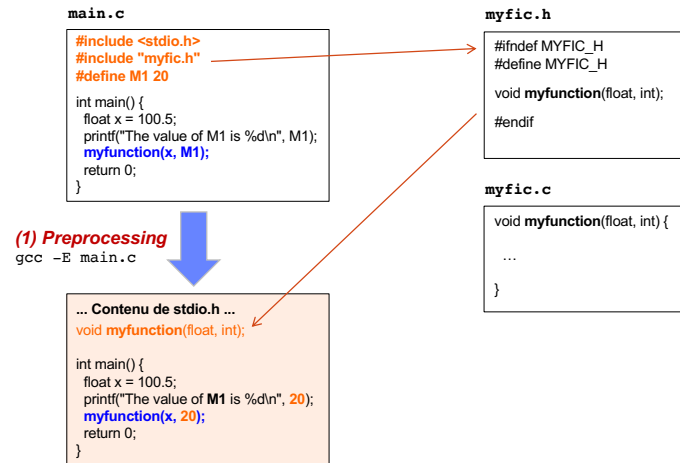 main.c
#include <stdio.h>
#include "myfic.h"
#define M1 20
int main() {
float x = 100.5;
printf("The value of M1 is %d\n", M1);
myfunction(x, M1);
return 0;
}
myfic.h
#ifndef MYFIC_H
#define MYFIC_H
void myfunction(float, int);
#endif
myfic.c
void myfunction(float, int) {
…
}
(1) Preprocessing
gcc -E main.c
... Contenu de stdio.h ...
void myfunction(float, int);
int main() {
float x = 100.5;
printf("The value of M1 is %d\n", 20);
myfunction(x, 20);
return 0;
}